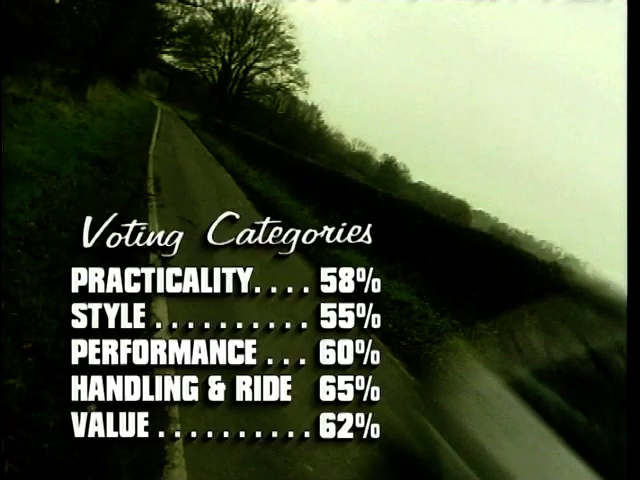 Voting Categories
PRACTICALITY.... 58%
STYLE .......... 55%
PERFORMANCE ... 60%
HANDLING & RIDE 65%
VALUE .......... 62%